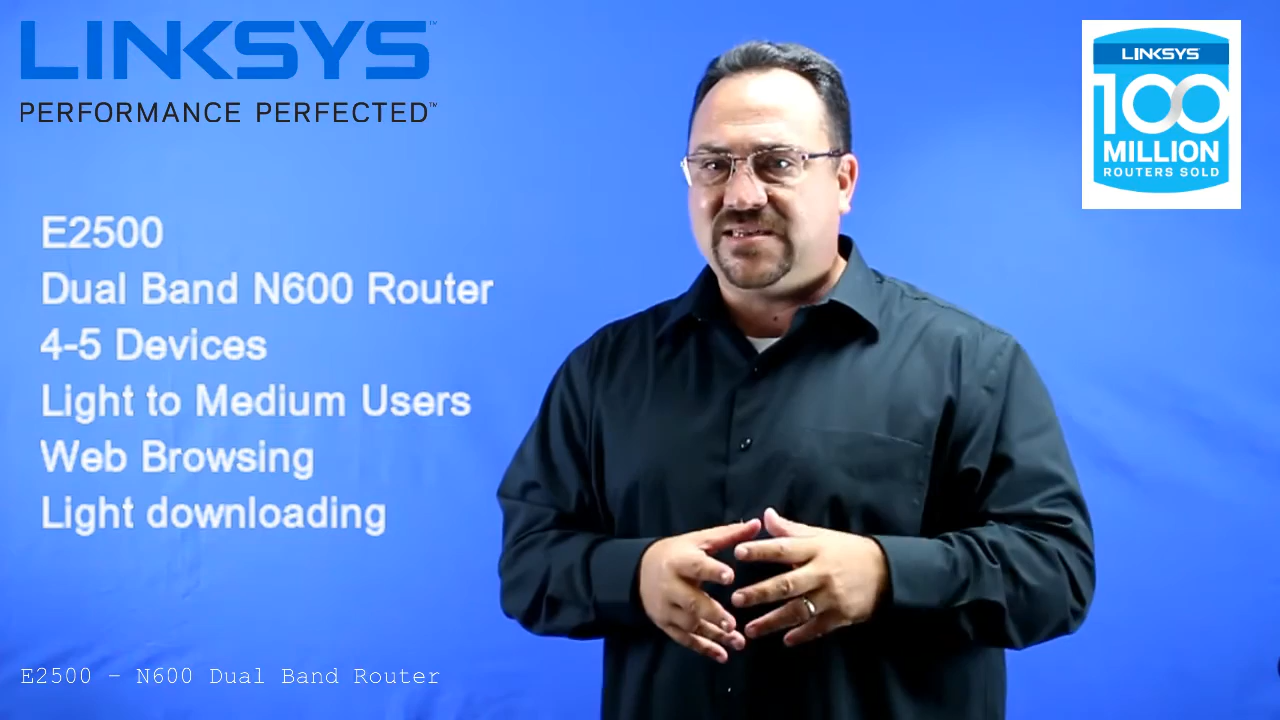 LINKSYS™
PERFORMANCE PERFECTED™
LINKSYS
100
MILLION
ROUTERS SOLD
E2500
Dual Band N600 Router
4-5 Devices
Light to Medium Users
Web Browsing
Light downloading
E2500 - N600 Dual Band Router